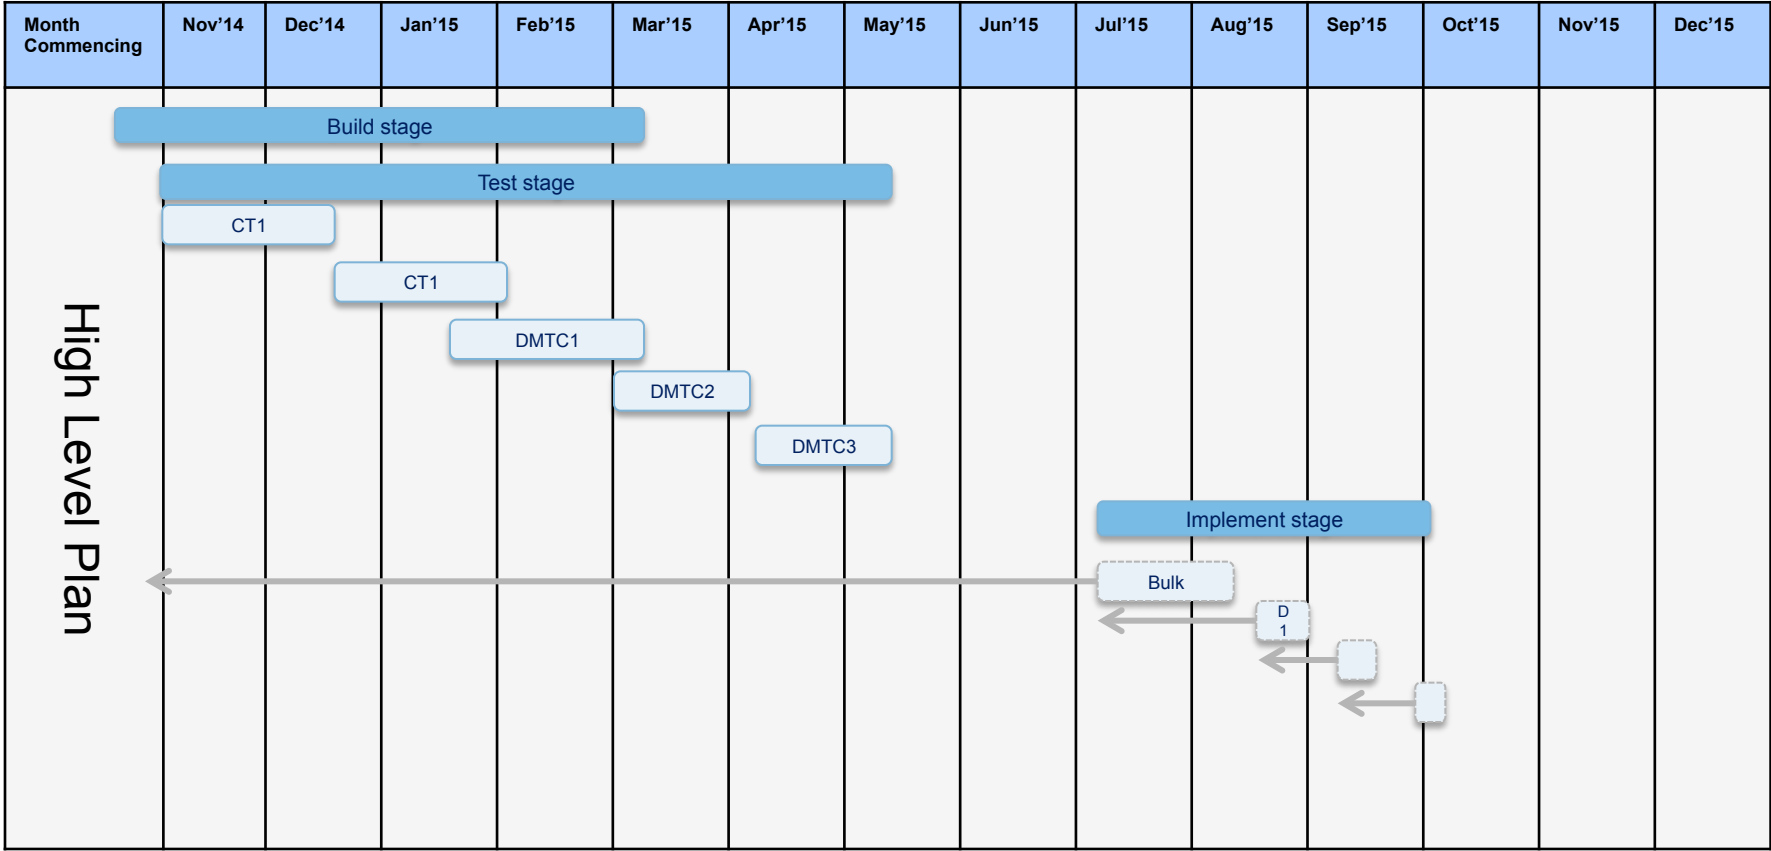 Month
Commencing
Nov’14
Dec’14
Jan’15
Feb’15
Mar’15
Apr’15
May’15
Jun’15
Jul’15
Aug’15
Sep’15
Oct’15
Nov’15
Dec’15
High Level Plan
Build stage
Test stage
CT1
CT1
DMTC1
DMTC2
DMTC3
Implement stage
Bulk
D
1